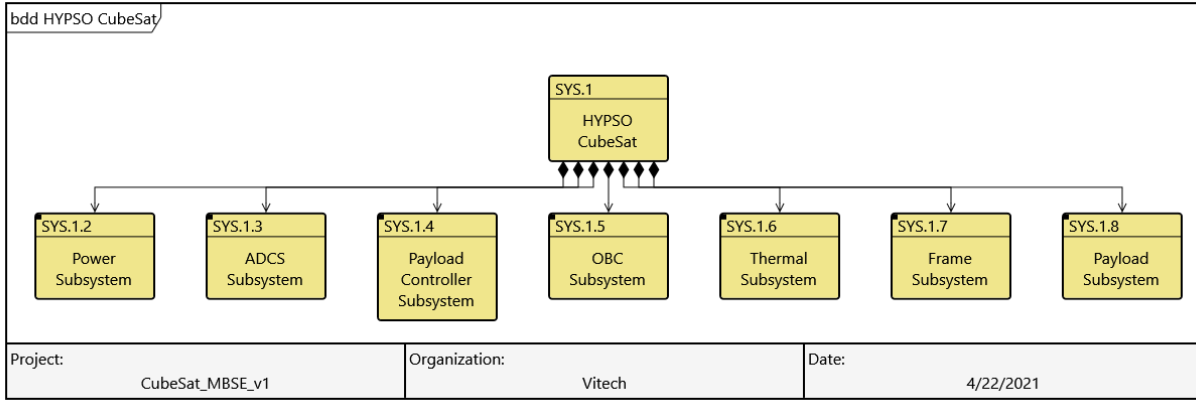 bdd HYPSO CubeSat
SYS.1
HYPSO
CubeSat
SYS.1.2
Power
Subsystem
SYS.1.3
ADCS
Subsystem
SYS.1.4
Payload
Controller
Subsystem
SYS.1.5
OBC
Subsystem
SYS.1.6
Thermal
Subsystem
SYS.1.7
Frame
Subsystem
SYS.1.8
Payload
Subsystem
Project:
CubeSat_MBSE_v1
Organization:
Vitech
Date:
4/22/2021